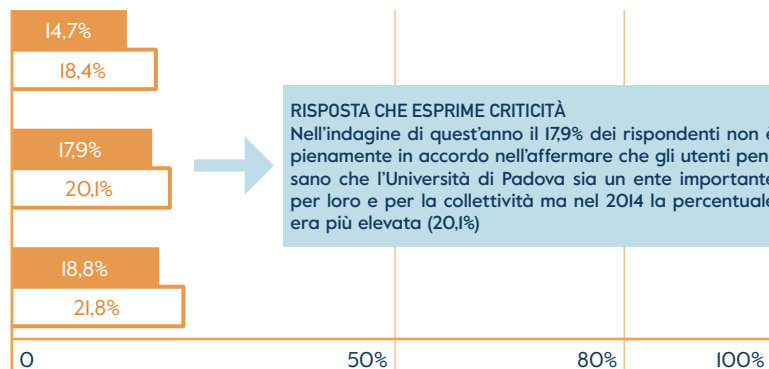 14,7%
18,4%
RISPOSTA CHE ESPRIME CRITICITÀ
Nell'indagine di quest'anno il 17,9% dei rispondenti non è
pienamente in accordo nell'affermare che gli utenti pen-
sano che l'Università di Padova sia un ente importante
per loro e per la collettività ma nel 2014 la percentuale
era più elevata (20,1%)
17,9%
20,1%
18,8%
21,8%
0 50% 80% 100%